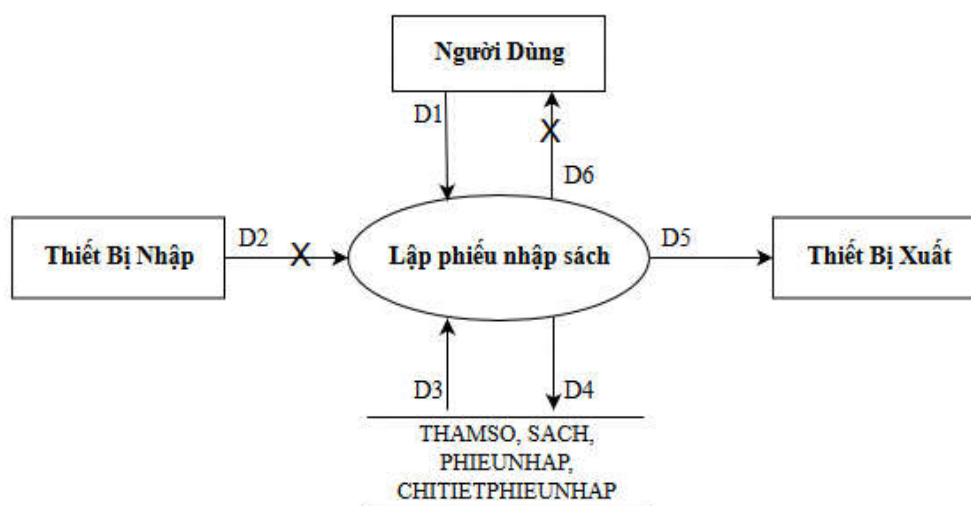 Người Dùng
D1
X
D6
Thiết Bị Nhập
D2
X
Lập phiếu nhập sách
D5
Thiết Bị Xuất
D3
D4
THAMSO, SACH,
PHIEUNHAP,
CHITIETPHIEUNHAP